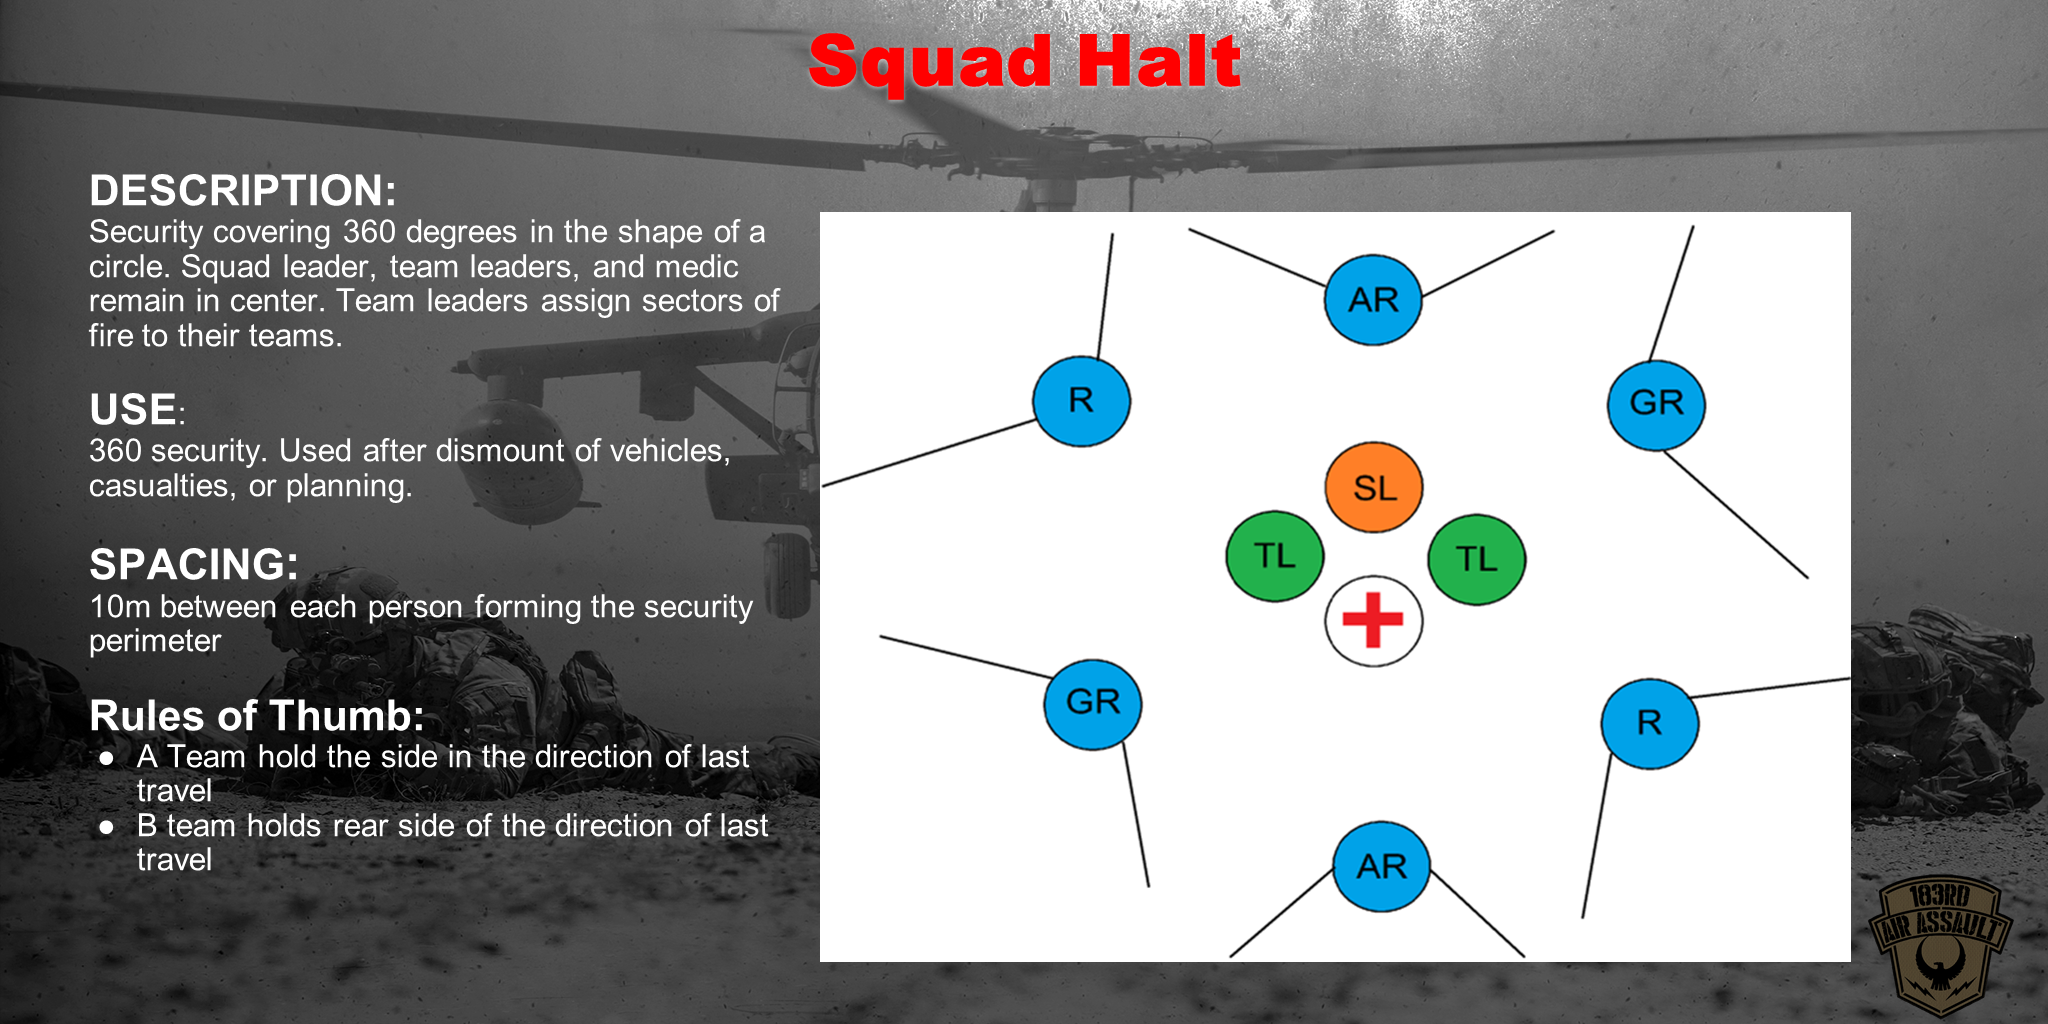 Squad Halt
DESCRIPTION:
Security covering 360 degrees in the shape of a
circle. Squad leader, team leaders, and medic
remain in center. Team leaders assign sectors of
fire to their teams.
USE:
360 security. Used after dismount of vehicles,
casualties, or planning.
SPACING:
10m between each person forming the security
perimeter
Rules of Thumb:
● A Team hold the side in the direction of last
travel
● B team holds rear side of the direction of last
travel
AR
R
GR
SL
TL
TL
GR
R
AR
183RD
AIR ASSAULT